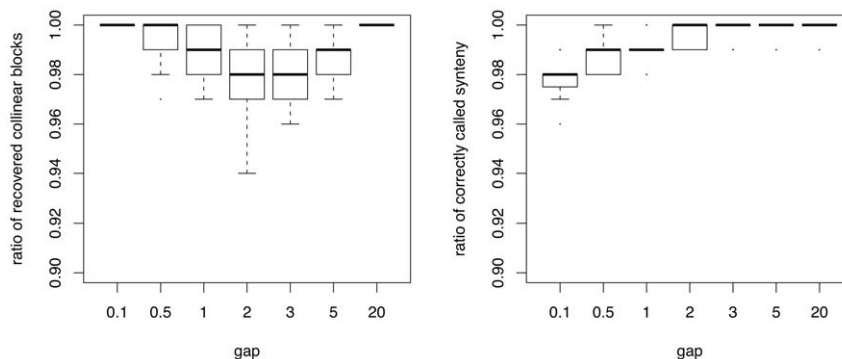 ratio of recovered collinear blocks
1.00
0.98
0.96
0.94
0.92
0.90
0.1 0.5 1 2 3 5 20
gap
ratio of correctly called synteny
1.00
0.98
0.96
0.94
0.92
0.90
0.1 0.5 1 2 3 5 20
gap